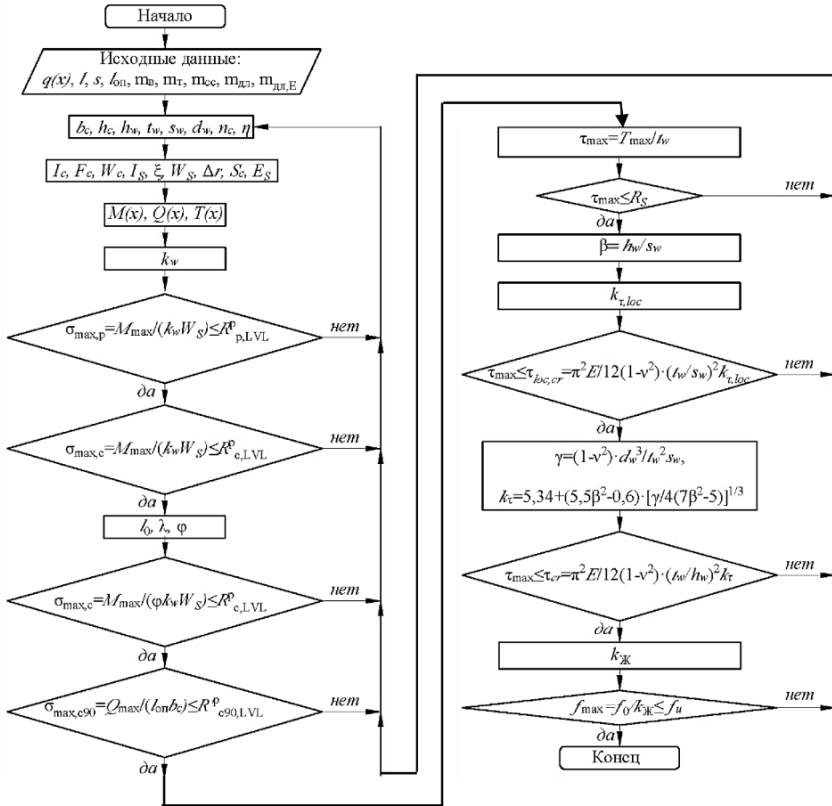 Начало
Исходные данные:
q(x), l, s, lоп, mв, mт, mсс, mдл, mдл,E
bc, hc, hw, tw, sw, dw, nc, η
Ic, Fc, Wc, IS, ξ, WS, Δr, Sc, ES
M(x), Q(x), T(x)
kw
σmax,p=Mmax/(kwWS)≤Rᵖp,LVL
нет
да
σmax,c=Mmax/(kwWS)≤Rᵖc,LVL
нет
да
l0, λ, φ
σmax,c=Mmax/(φkwWS)≤Rᵖc,LVL
нет
да
σmax,c90=Qmax/(lопbc)≤Rᵖc90,LVL
нет
да
τmax=Tmax/tw
τmax≤RS
нет
да
β= hw/sw
kτ,loc
τmax≤τloc,cr=π²E/12(1-ν²)·(tw/sw)²kτ,loc
нет
да
γ=(1-ν²)·dw³/tw²sw,
kτ=5,34+(5,5β²-0,6)·[γ/4(7β²-5)]¹/³
τmax≤τcr=π²E/12(1-ν²)·(tw/hw)²kτ
нет
да
kЖ
fmax=f0/kЖ≤fu
нет
да
Конец